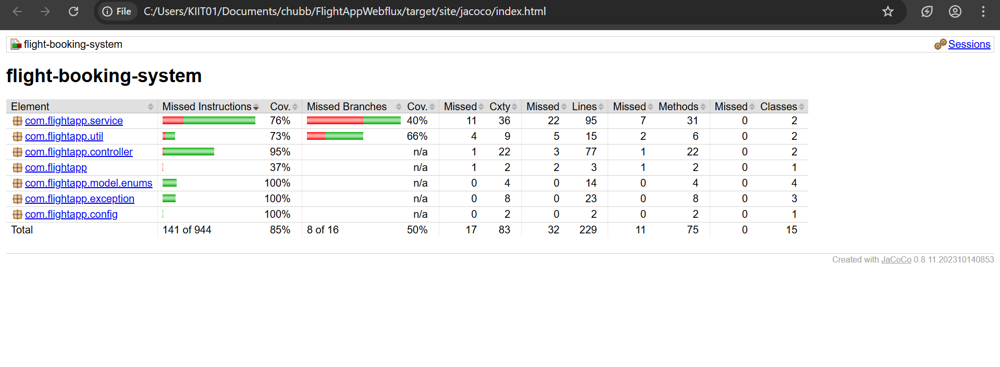 File C:/Users/KIIT01/Documents/chubb/FlightAppWebflux/target/site/jacoco/index.html
flight-booking-system Sessions
flight-booking-system
Element Missed Instructions Cov. Missed Branches Cov. Missed Cxty Missed Lines Missed Methods Missed Classes
com.flightapp.service 76% 40% 11 36 22 95 7 31 0 2
com.flightapp.util 73% 66% 4 9 5 15 2 6 0 2
com.flightapp.controller 95% n/a 1 22 3 77 1 22 0 2
com.flightapp 37% n/a 1 2 2 3 1 2 0 1
com.flightapp.model.enums 100% n/a 0 4 0 14 0 4 0 4
com.flightapp.exception 100% n/a 0 8 0 23 0 8 0 3
com.flightapp.config 100% n/a 0 2 0 2 0 2 0 1
Total 141 of 944 85% 8 of 16 50% 17 83 32 229 11 75 0 15
Created with JaCoCo 0.8.11.202310140853